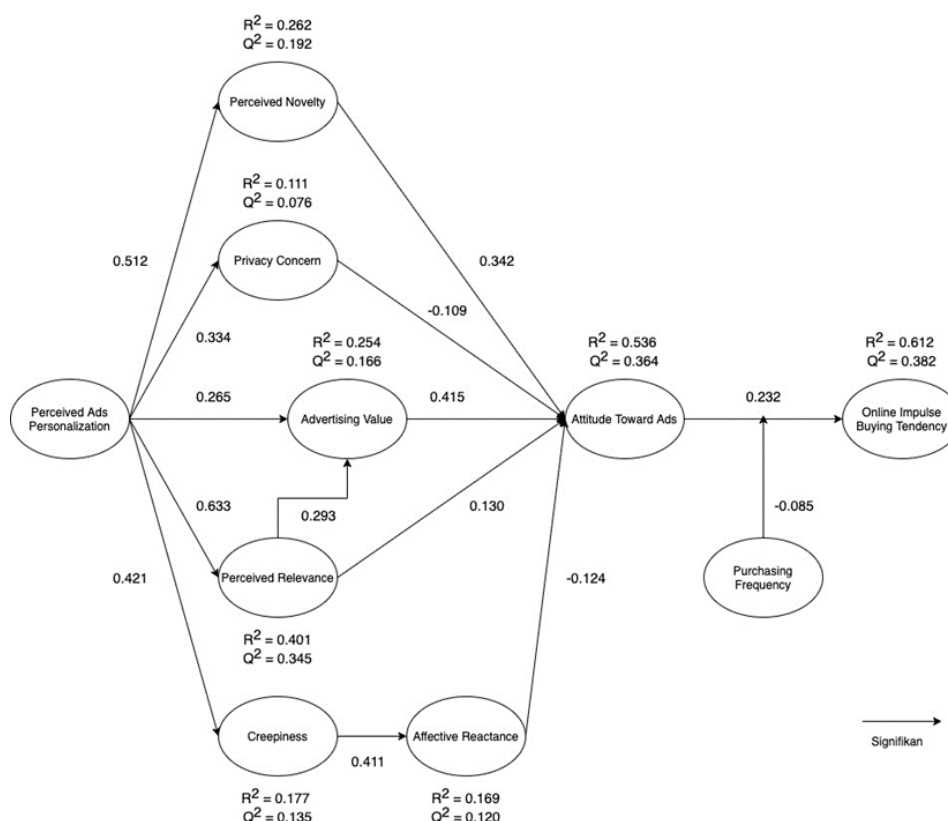 R² = 0.262
Q² = 0.192
Perceived Novelty
R² = 0.111
Q² = 0.076
0.512
Privacy Concern
0.342
-0.109
0.334
R² = 0.254
Q² = 0.166
R² = 0.536
Q² = 0.364
R² = 0.612
Q² = 0.382
Perceived Ads
Personalization
0.265
Advertising Value
0.415
Attitude Toward Ads
0.232
Online Impulse
Buying Tendency
0.633
0.293
0.130
-0.085
0.421
Perceived Relevance
-0.124
Purchasing
Frequency
R² = 0.401
Q² = 0.345
Creepiness
0.411
Affective Reactance
Signifikan
R² = 0.177
Q² = 0.135
R² = 0.169
Q² = 0.120